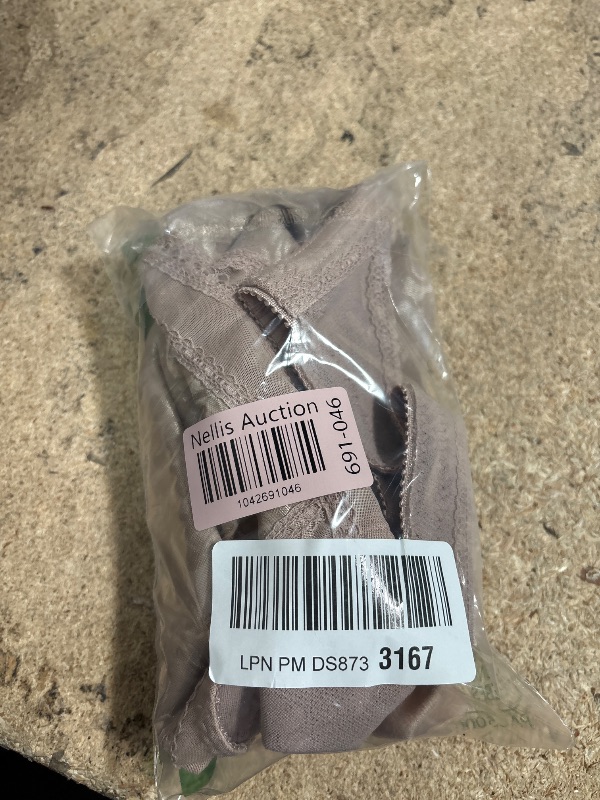 Nellis Auction
691-046
1042691046
LPN PM DS873 3167